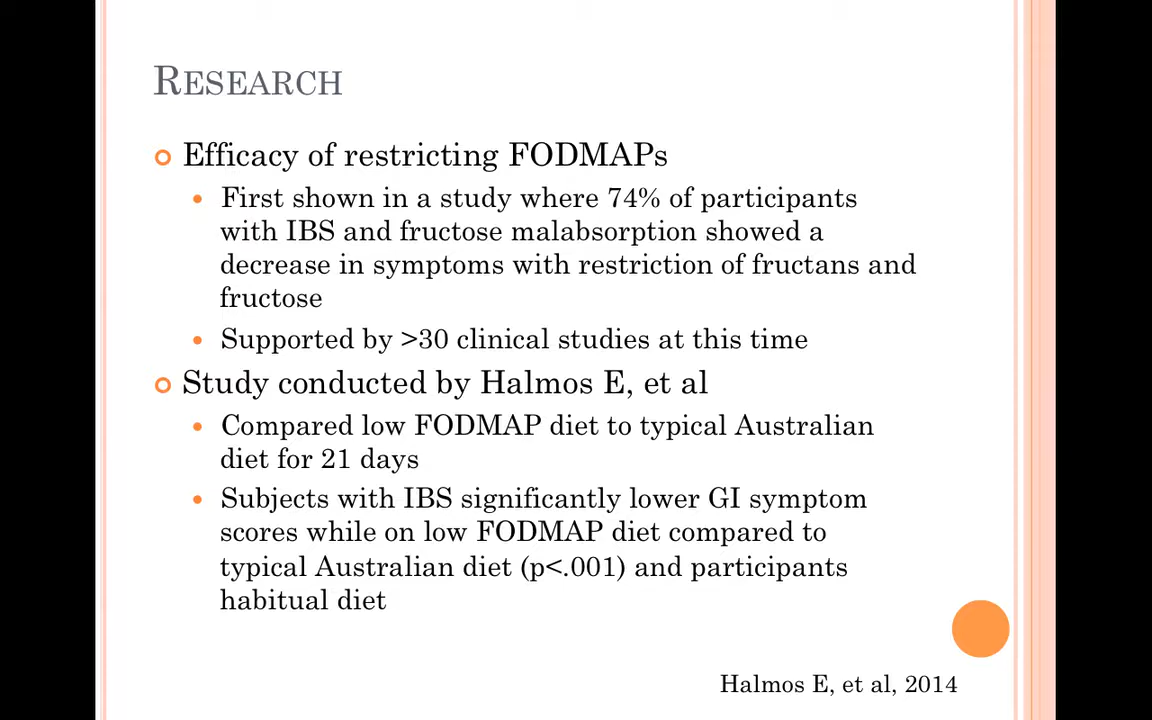 RESEARCH
Efficacy of restricting FODMAPs
First shown in a study where 74% of participants
with IBS and fructose malabsorption showed a
decrease in symptoms with restriction of fructans and
fructose
Supported by >30 clinical studies at this time
Study conducted by Halmos E, et al
Compared low FODMAP diet to typical Australian
diet for 21 days
Subjects with IBS significantly lower GI symptom
scores while on low FODMAP diet compared to
typical Australian diet (p<.001) and participants
habitual diet
Halmos E, et al, 2014